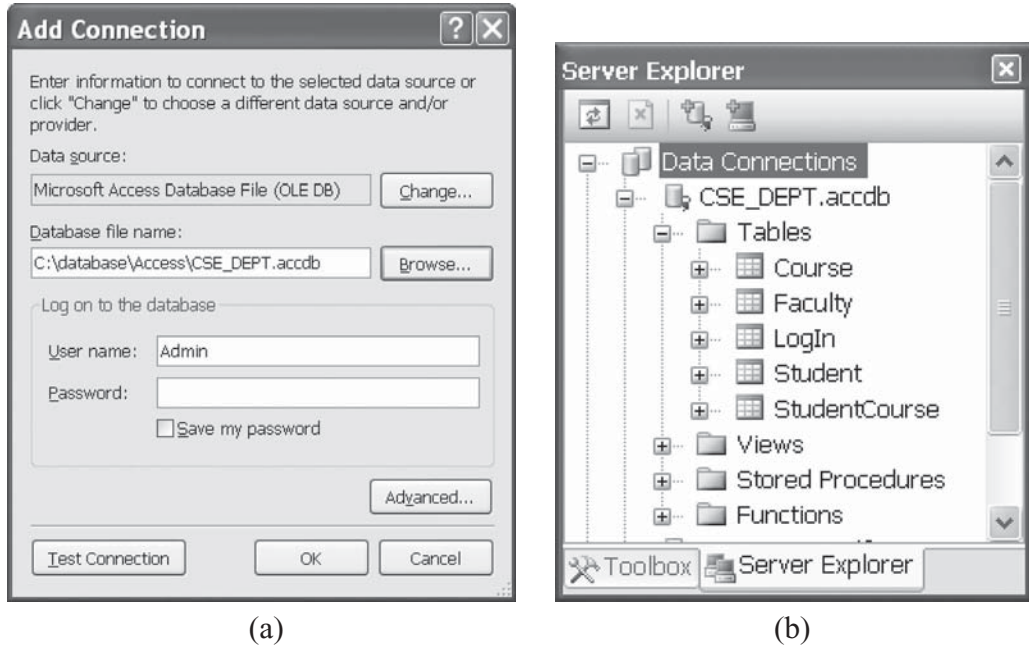 Add Connection
Enter information to connect to the selected data source or
click "Change" to choose a different data source and/or
provider.
Data source:
Microsoft Access Database File (OLE DB)
Change...
Database file name:
C:\database\Access\CSE_DEPT.accdb
Browse...
Log on to the database
User name:
Admin
Password:
Save my password
Advanced...
Test Connection
OK
Cancel
(a)
Server Explorer
Data Connections
CSE_DEPT.accdb
Tables
Course
Faculty
LogIn
Student
StudentCourse
Views
Stored Procedures
Functions
Toolbox
Server Explorer
(b)